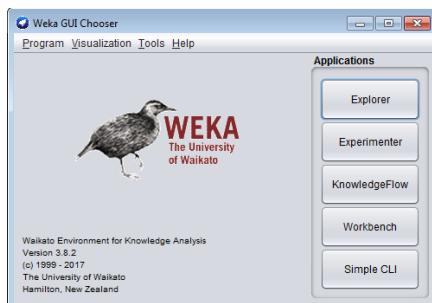 Weka GUI Chooser
Program Visualization Tools Help
Applications
WEKA
The University
of Waikato
Explorer
Experimenter
KnowledgeFlow
Workbench
Simple CLI
Waikato Environment for Knowledge Analysis
Version 3.8.2
(c) 1999 - 2017
The University of Waikato
Hamilton, New Zealand